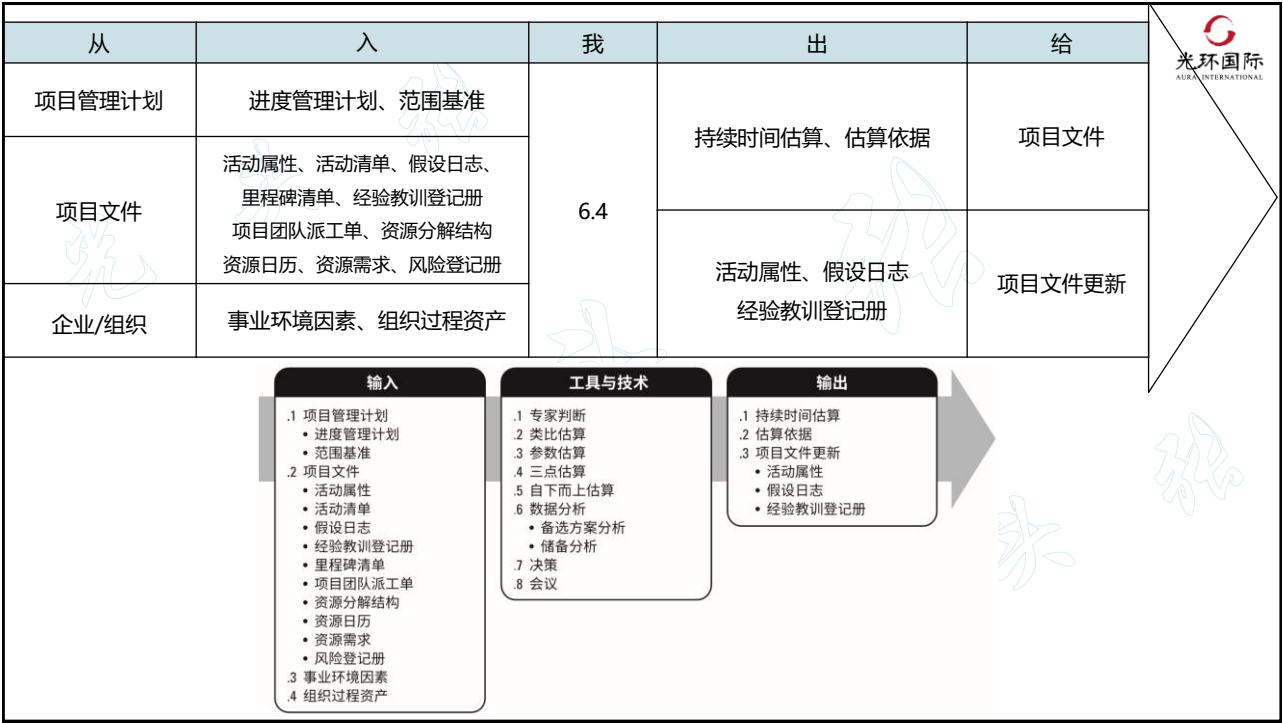 从 入 我 出 给
光环国际
AURA INTERNATIONAL
项目管理计划
进度管理计划、范围基准
项目文件
活动属性、活动清单、假设日志、
里程碑清单、经验教训登记册
项目团队派工单、资源分解结构
资源日历、资源需求、风险登记册
企业/组织
事业环境因素、组织过程资产
6.4
持续时间估算、估算依据
项目文件
活动属性、假设日志
经验教训登记册
项目文件更新
输入
.1 项目管理计划
• 进度管理计划
• 范围基准
.2 项目文件
• 活动属性
• 活动清单
• 假设日志
• 经验教训登记册
• 里程碑清单
• 项目团队派工单
• 资源分解结构
• 资源日历
• 资源需求
• 风险登记册
.3 事业环境因素
.4 组织过程资产
工具与技术
.1 专家判断
.2 类比估算
.3 参数估算
.4 三点估算
.5 自下而上估算
.6 数据分析
• 备选方案分析
• 储备分析
.7 决策
.8 会议
输出
.1 持续时间估算
.2 估算依据
.3 项目文件更新
• 活动属性
• 假设日志
• 经验教训登记册